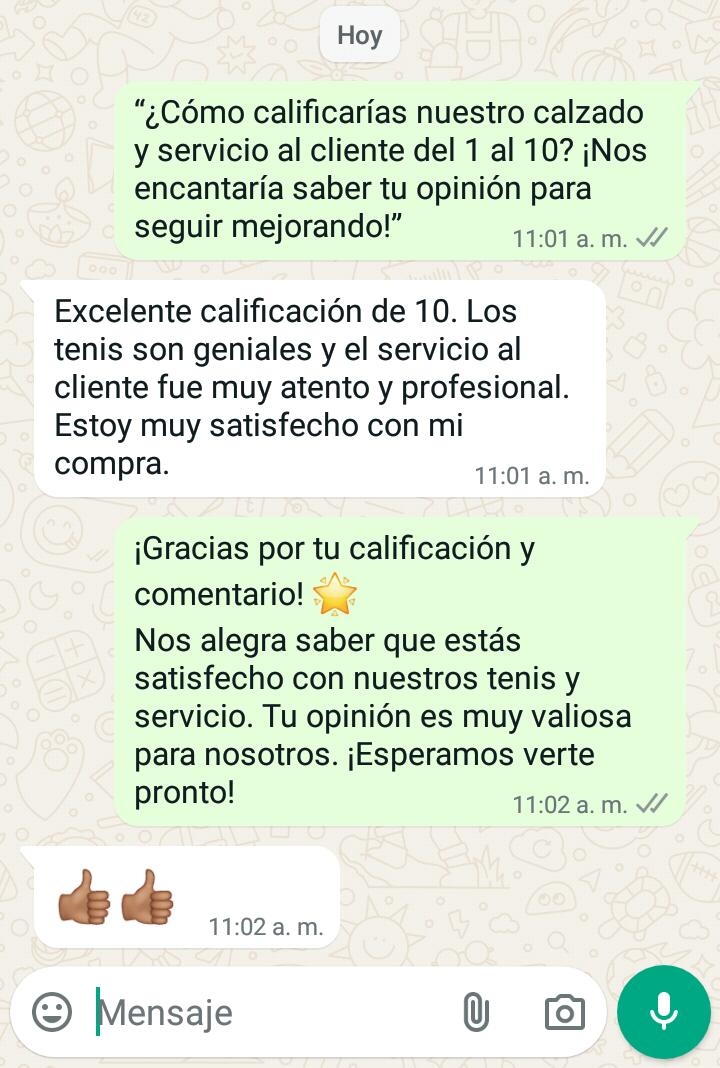 Hoy
“¿Cómo calificarías nuestro calzado
y servicio al cliente del 1 al 10? ¡Nos
encantaría saber tu opinión para
seguir mejorando!”
11:01 a. m.
Excelente calificación de 10. Los
tenis son geniales y el servicio al
cliente fue muy atento y profesional.
Estoy muy satisfecho con mi
compra.
11:01 a. m.
¡Gracias por tu calificación y
comentario! 🌟
Nos alegra saber que estás
satisfecho con nuestros tenis y
servicio. Tu opinión es muy valiosa
para nosotros. ¡Esperamos verte
pronto!
11:02 a. m.
👍🏽👍🏽
11:02 a. m.
Mensaje